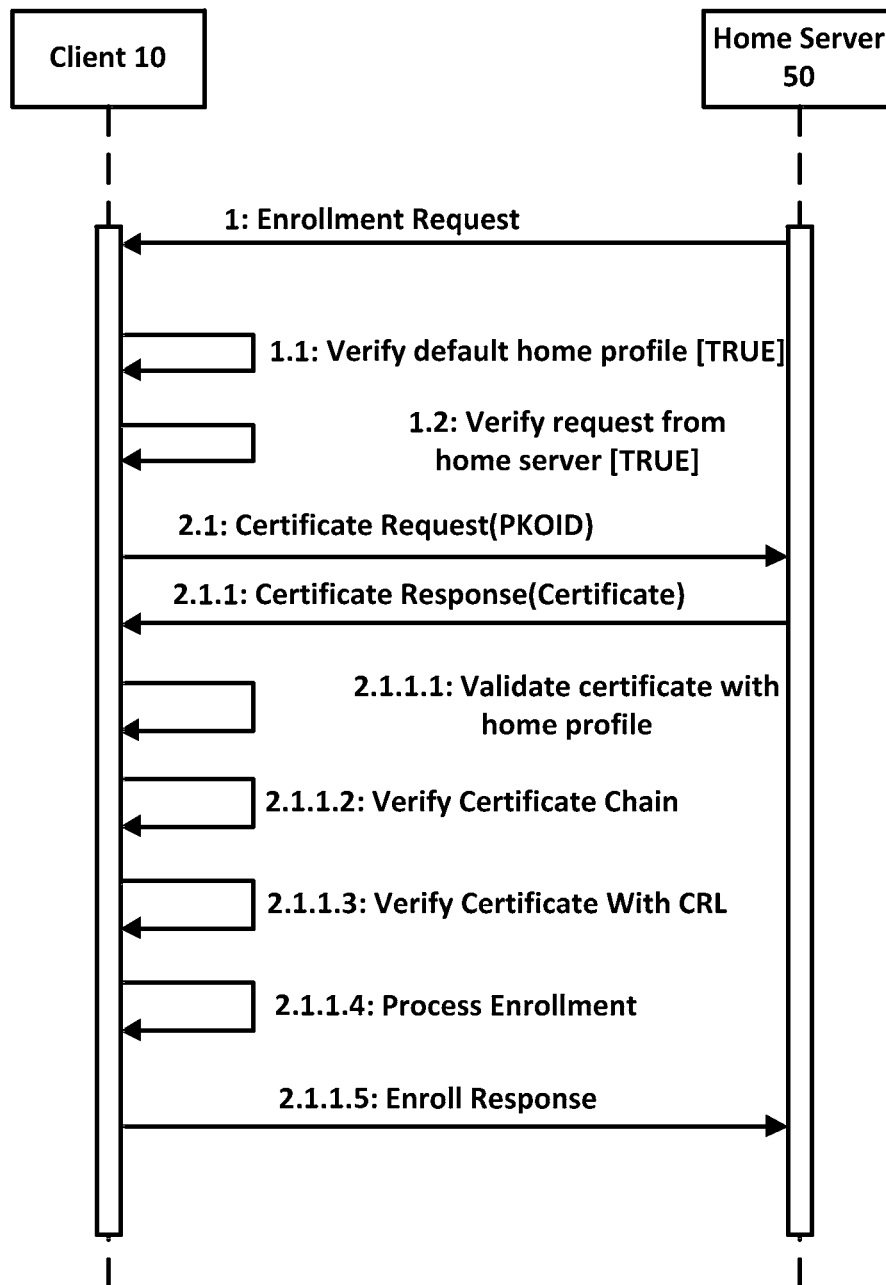 Client 10
Home Server
50
1: Enrollment Request
1.1: Verify default home profile [TRUE]
1.2: Verify request from
home server [TRUE]
2.1: Certificate Request(PKOID)
2.1.1: Certificate Response(Certificate)
2.1.1.1: Validate certificate with
home profile
2.1.1.2: Verify Certificate Chain
2.1.1.3: Verify Certificate With CRL
2.1.1.4: Process Enrollment
2.1.1.5: Enroll Response